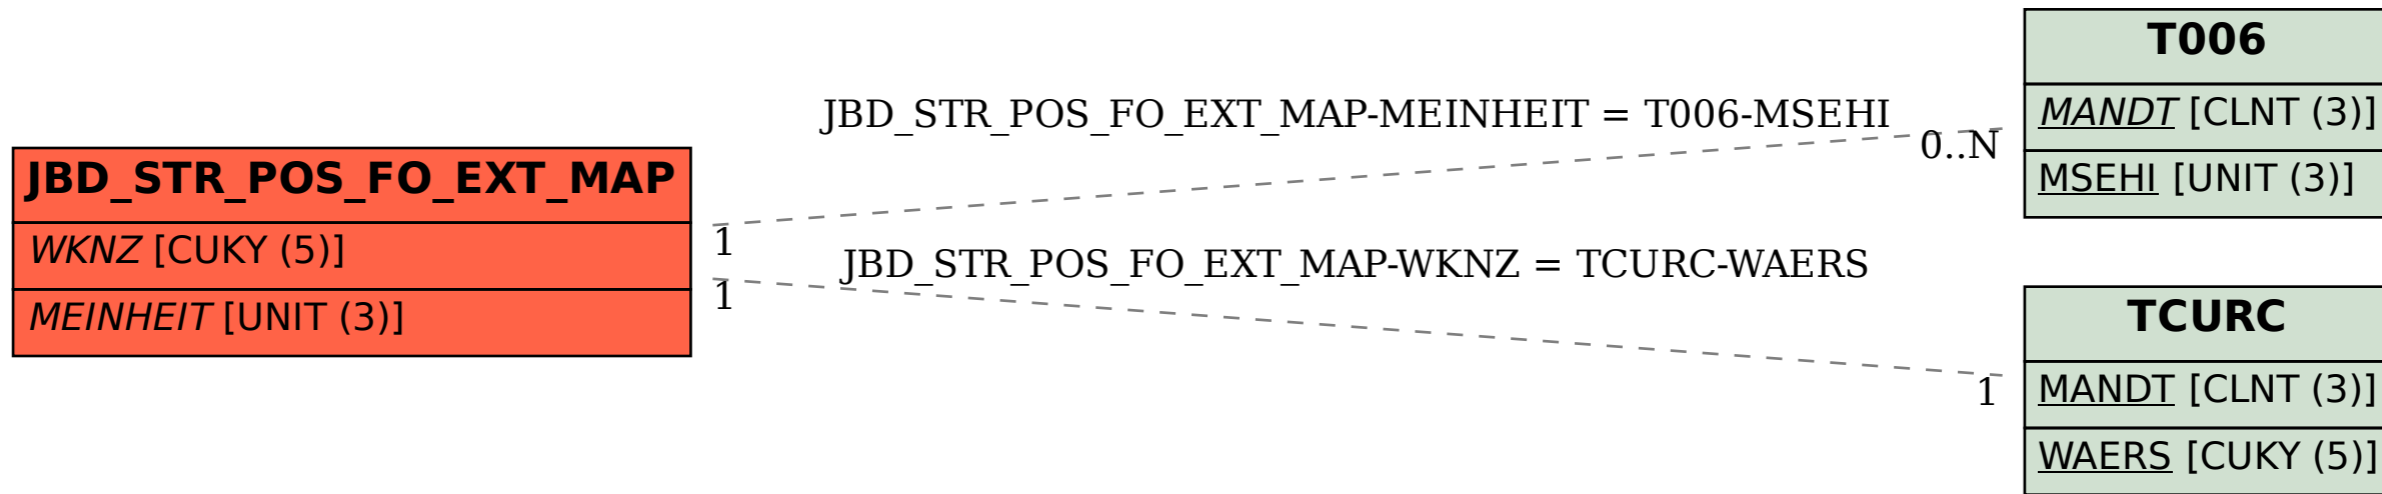 JBD_STR_POS_FO_EXT_MAP
WKNZ [CUKY (5)]
MEINHEIT [UNIT (3)]
JBD_STR_POS_FO_EXT_MAP-MEINHEIT = T006-MSEHI
0..N
1
JBD_STR_POS_FO_EXT_MAP-WKNZ = TCURC-WAERS
1
1
T006
MANDT [CLNT (3)]
MSEHI [UNIT (3)]
TCURC
MANDT [CLNT (3)]
WAERS [CUKY (5)]